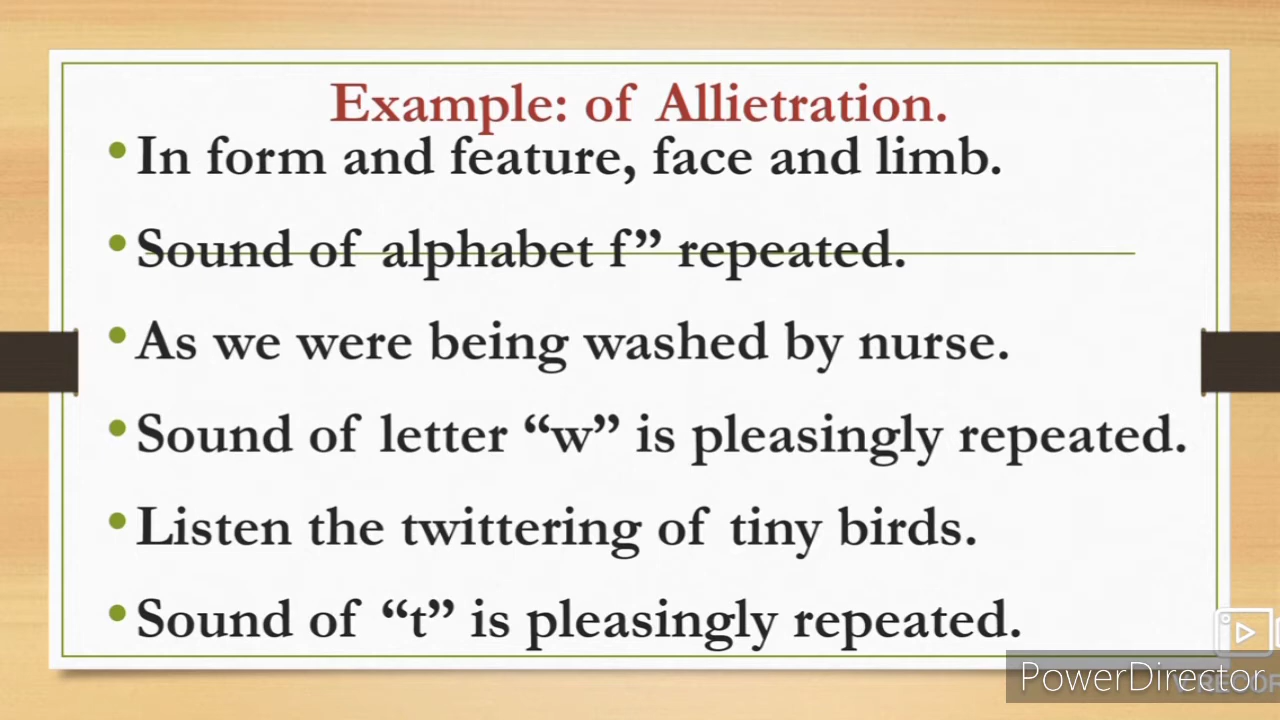 Example: of Allietration.
In form and feature, face and limb.
Sound of alphabet f” repeated.
As we were being washed by nurse.
Sound of letter “w” is pleasingly repeated.
Listen the twittering of tiny birds.
Sound of “t” is pleasingly repeated.
PowerDirector